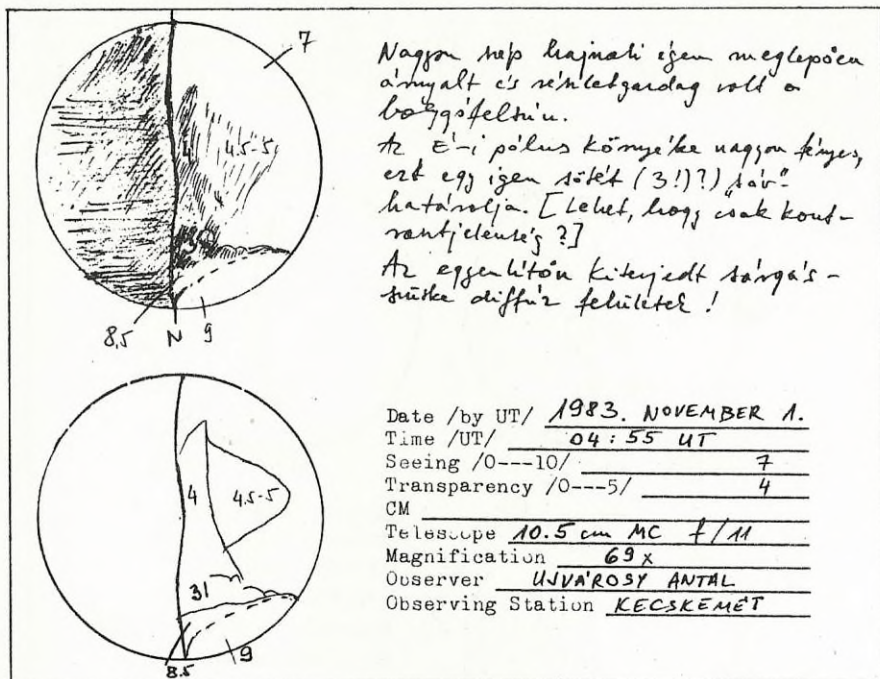 7
4
4.5-5
3!
8,5
N
9
Nagyon szép hajnali égen meglepően
árnyalt és részletgazdag volt a
bolygófelszín.
Az É-i pólus környéke nagyon fényes,
ezt egy igen sötét (3!)?) „sáv"
határolja. [Lehet, hogy csak kont-
rasztjelenség?]
Az egyenlítőn kiterjedt sárgás-
szürke diffúz felületek!
4
4.5-5
3!
8.5
9
Date /by UT/ 1983. NOVEMBER 1.
Time /UT/ 04:55 UT
Seeing /0---10/ 7
Transparency /0---5/ 4
CM
Telescope 10.5 cm MC f/11
Magnification 69x
Observer UJVÁROSY ANTAL
Observing Station KECSKEMÉT